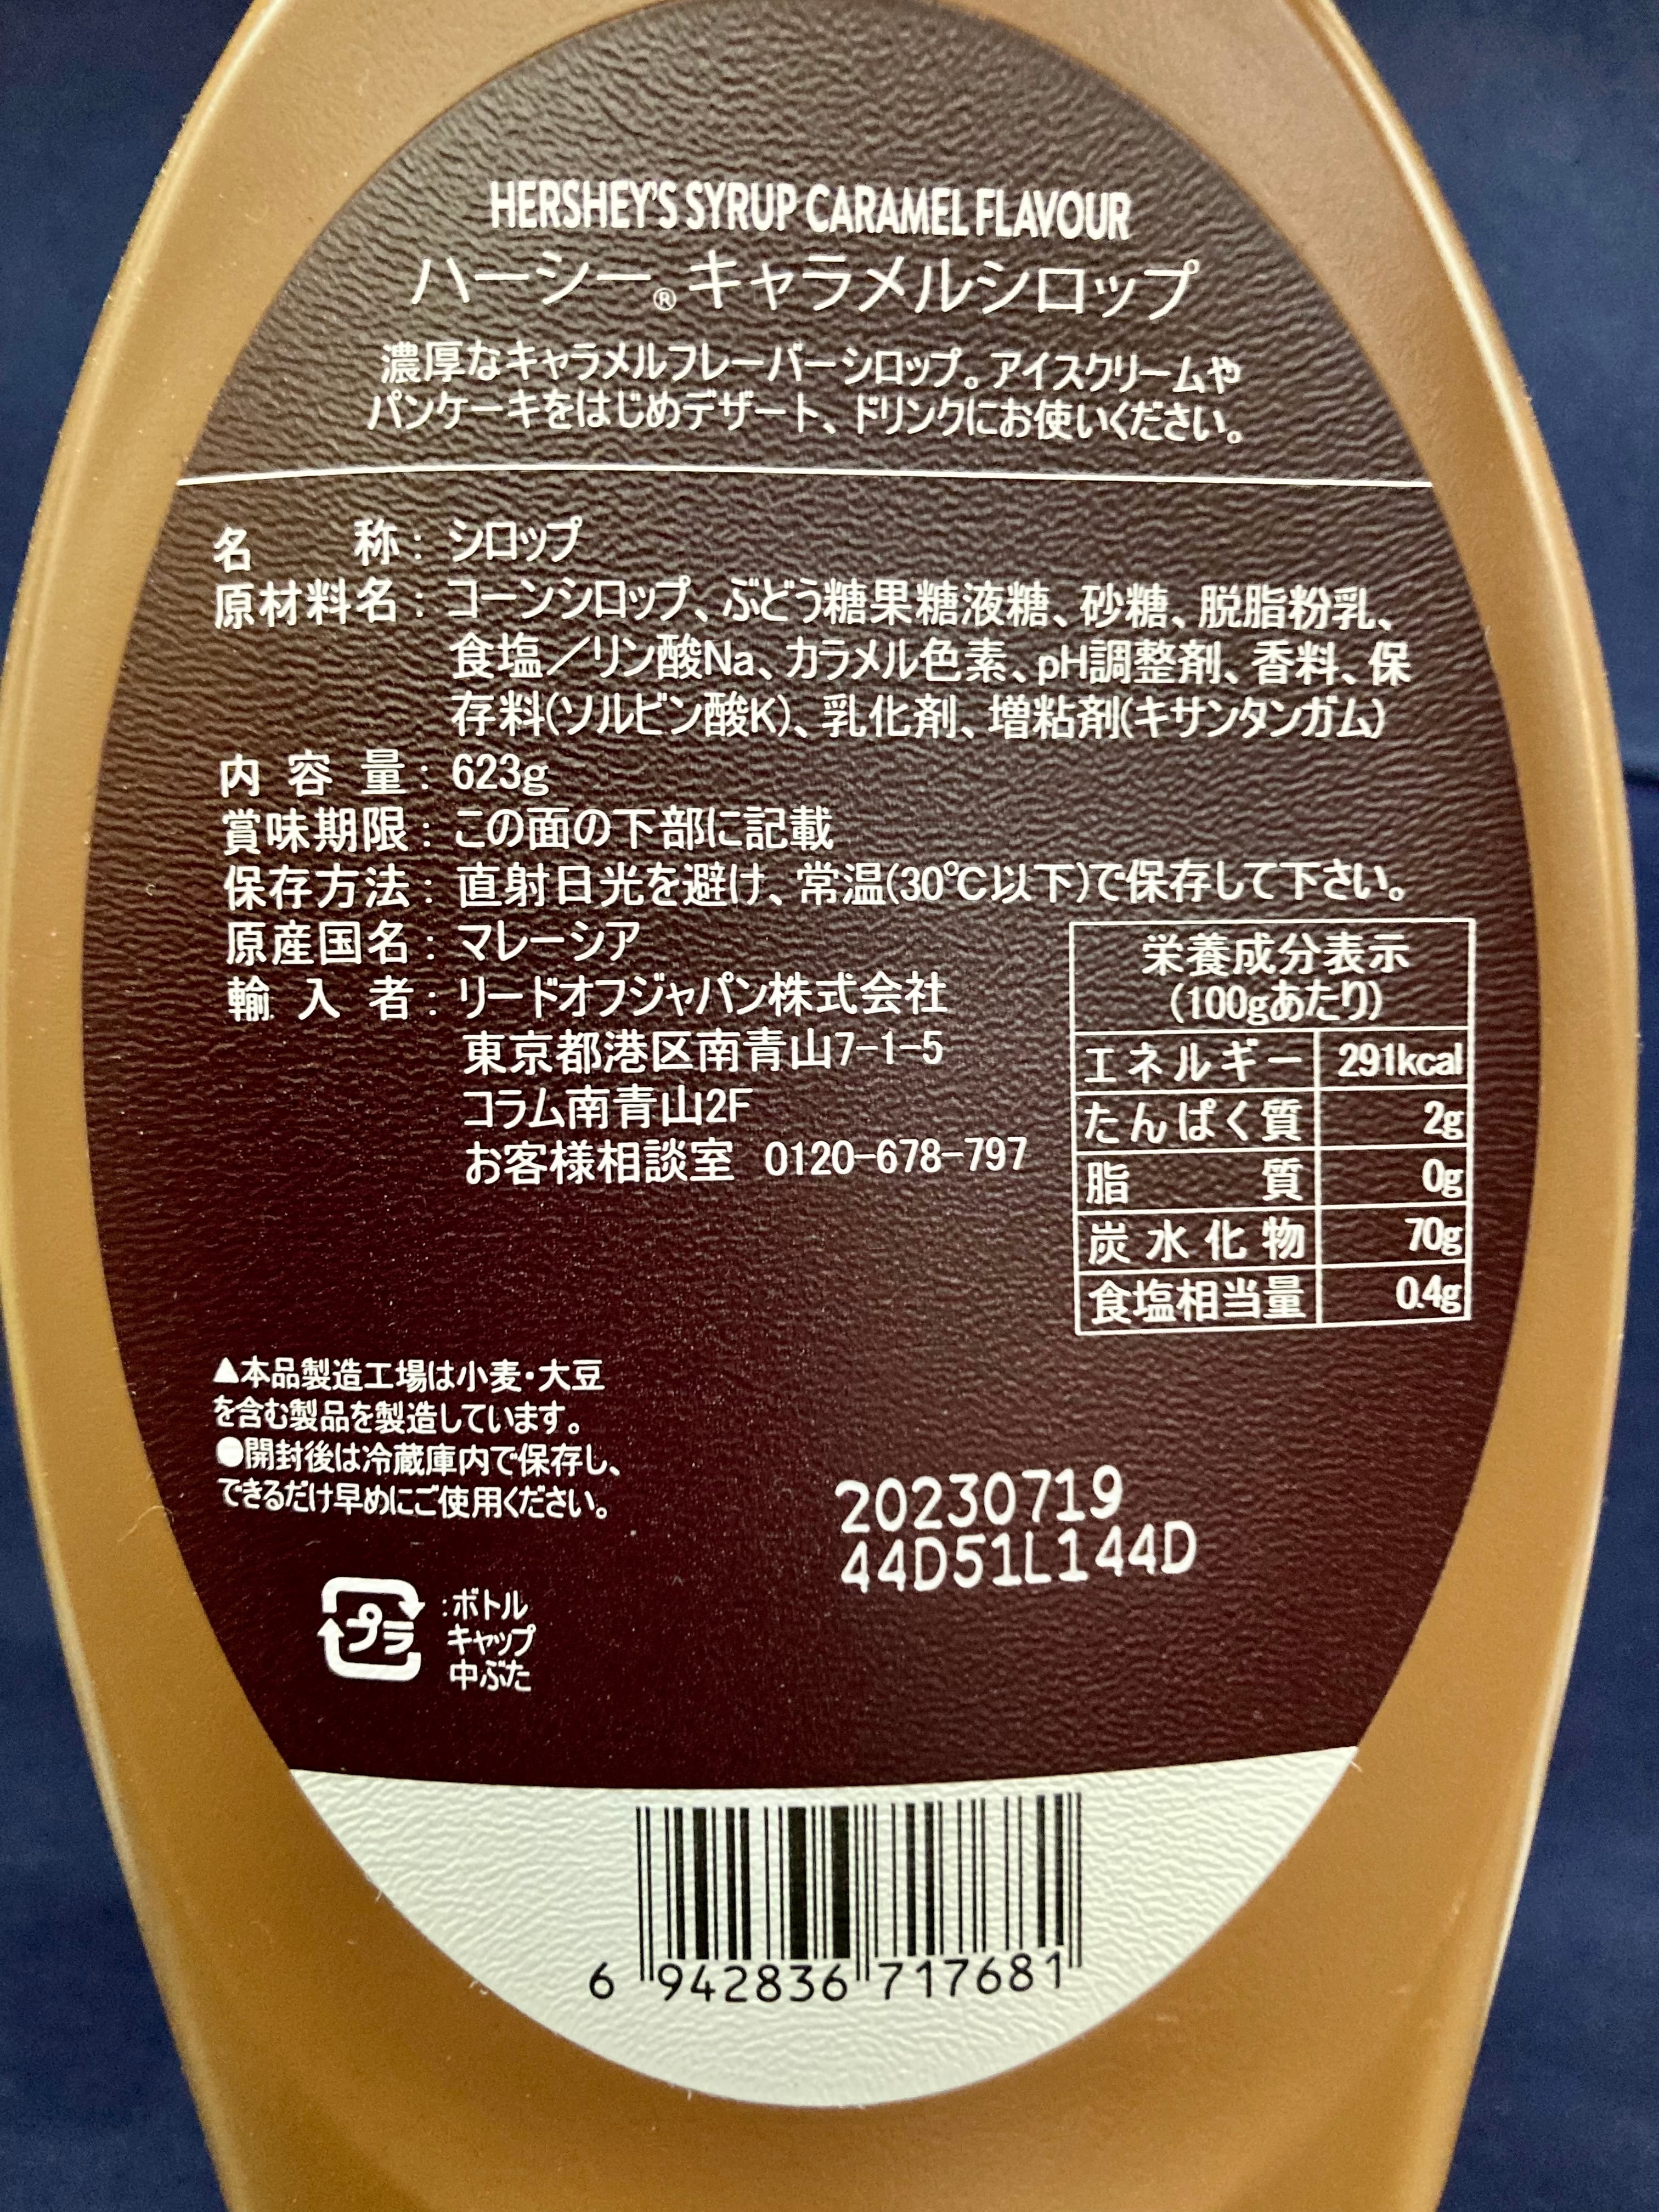 HERSHEY'S SYRUP CARAMEL FLAVOUR
ハーシー®キャラメルシロップ
濃厚なキャラメルフレーバーシロップ。アイスクリームや
パンケーキをはじめデザート、ドリンクにお使いください。
名称:シロップ
原材料名:コーンシロップ、ぶどう糖果糖液糖、砂糖、脱脂粉乳、
食塩/リン酸Na、カラメル色素、pH調整剤、香料、保
存料(ソルビン酸K)、乳化剤、増粘剤(キサンタンガム)
内容量:623g
賞味期限:この面の下部に記載
保存方法:直射日光を避け、常温(30℃以下)で保存して下さい。
原産国名:マレーシア
輸入者:リードオフジャパン株式会社
東京都港区南青山7-1-5
コラム南青山2F
お客様相談室 0120-678-797
栄養成分表示
(100gあたり)
エネルギー 291kcal
たんぱく質 2g
脂質 0g
炭水化物 70g
食塩相当量 0.4g
▲本品製造工場は小麦・大豆
を含む製品を製造しています。
●開封後は冷蔵庫内で保存し、
できるだけ早めにご使用ください。
20230719
44D51L144D
プラ:ボトル
キャップ
中ぶた
6 942836 717681